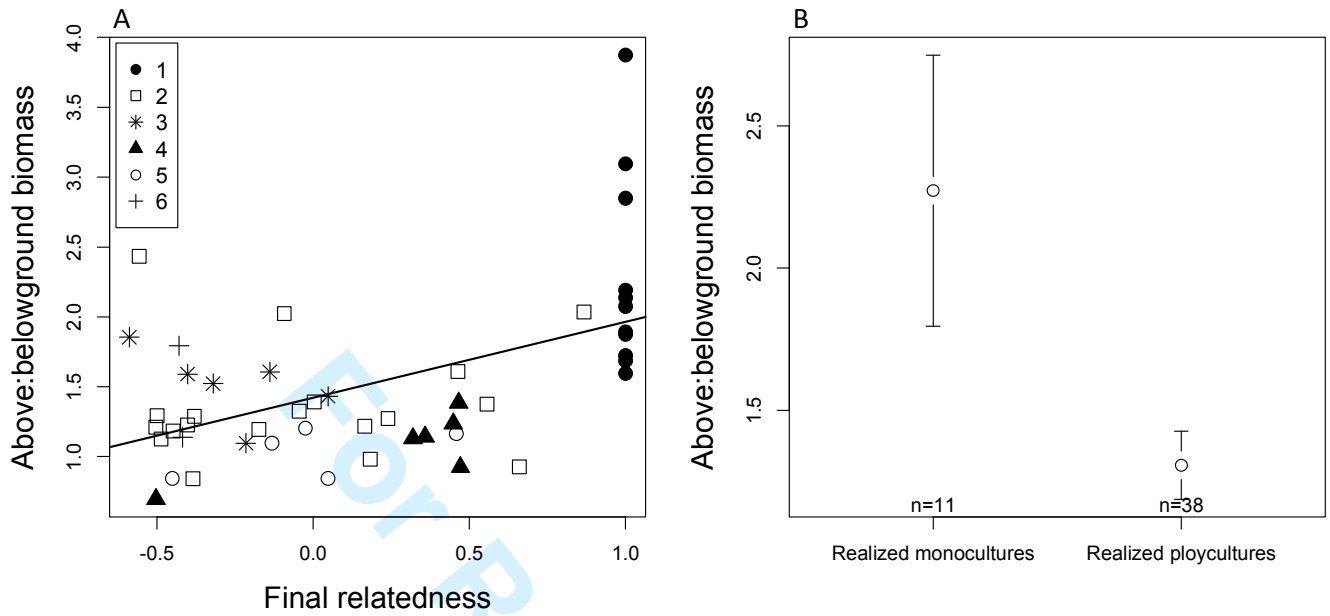 A
Above:belowground biomass
4.0
3.5
3.0
2.5
2.0
1.5
1.0
1
2
3
4
5
6
-0.5 0.0 0.5 1.0
Final relatedness
For P
B
Above:belowground biomass
2.5
2.0
1.5
n=11 n=38
Realized monocultures Realized ploycultures